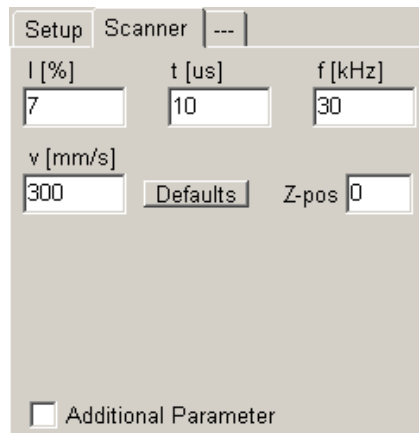 Setup Scanner ---
I [%] t [us] f [kHz]
7 10 30
v [mm/s]
300 Defaults Z-pos 0
Additional Parameter